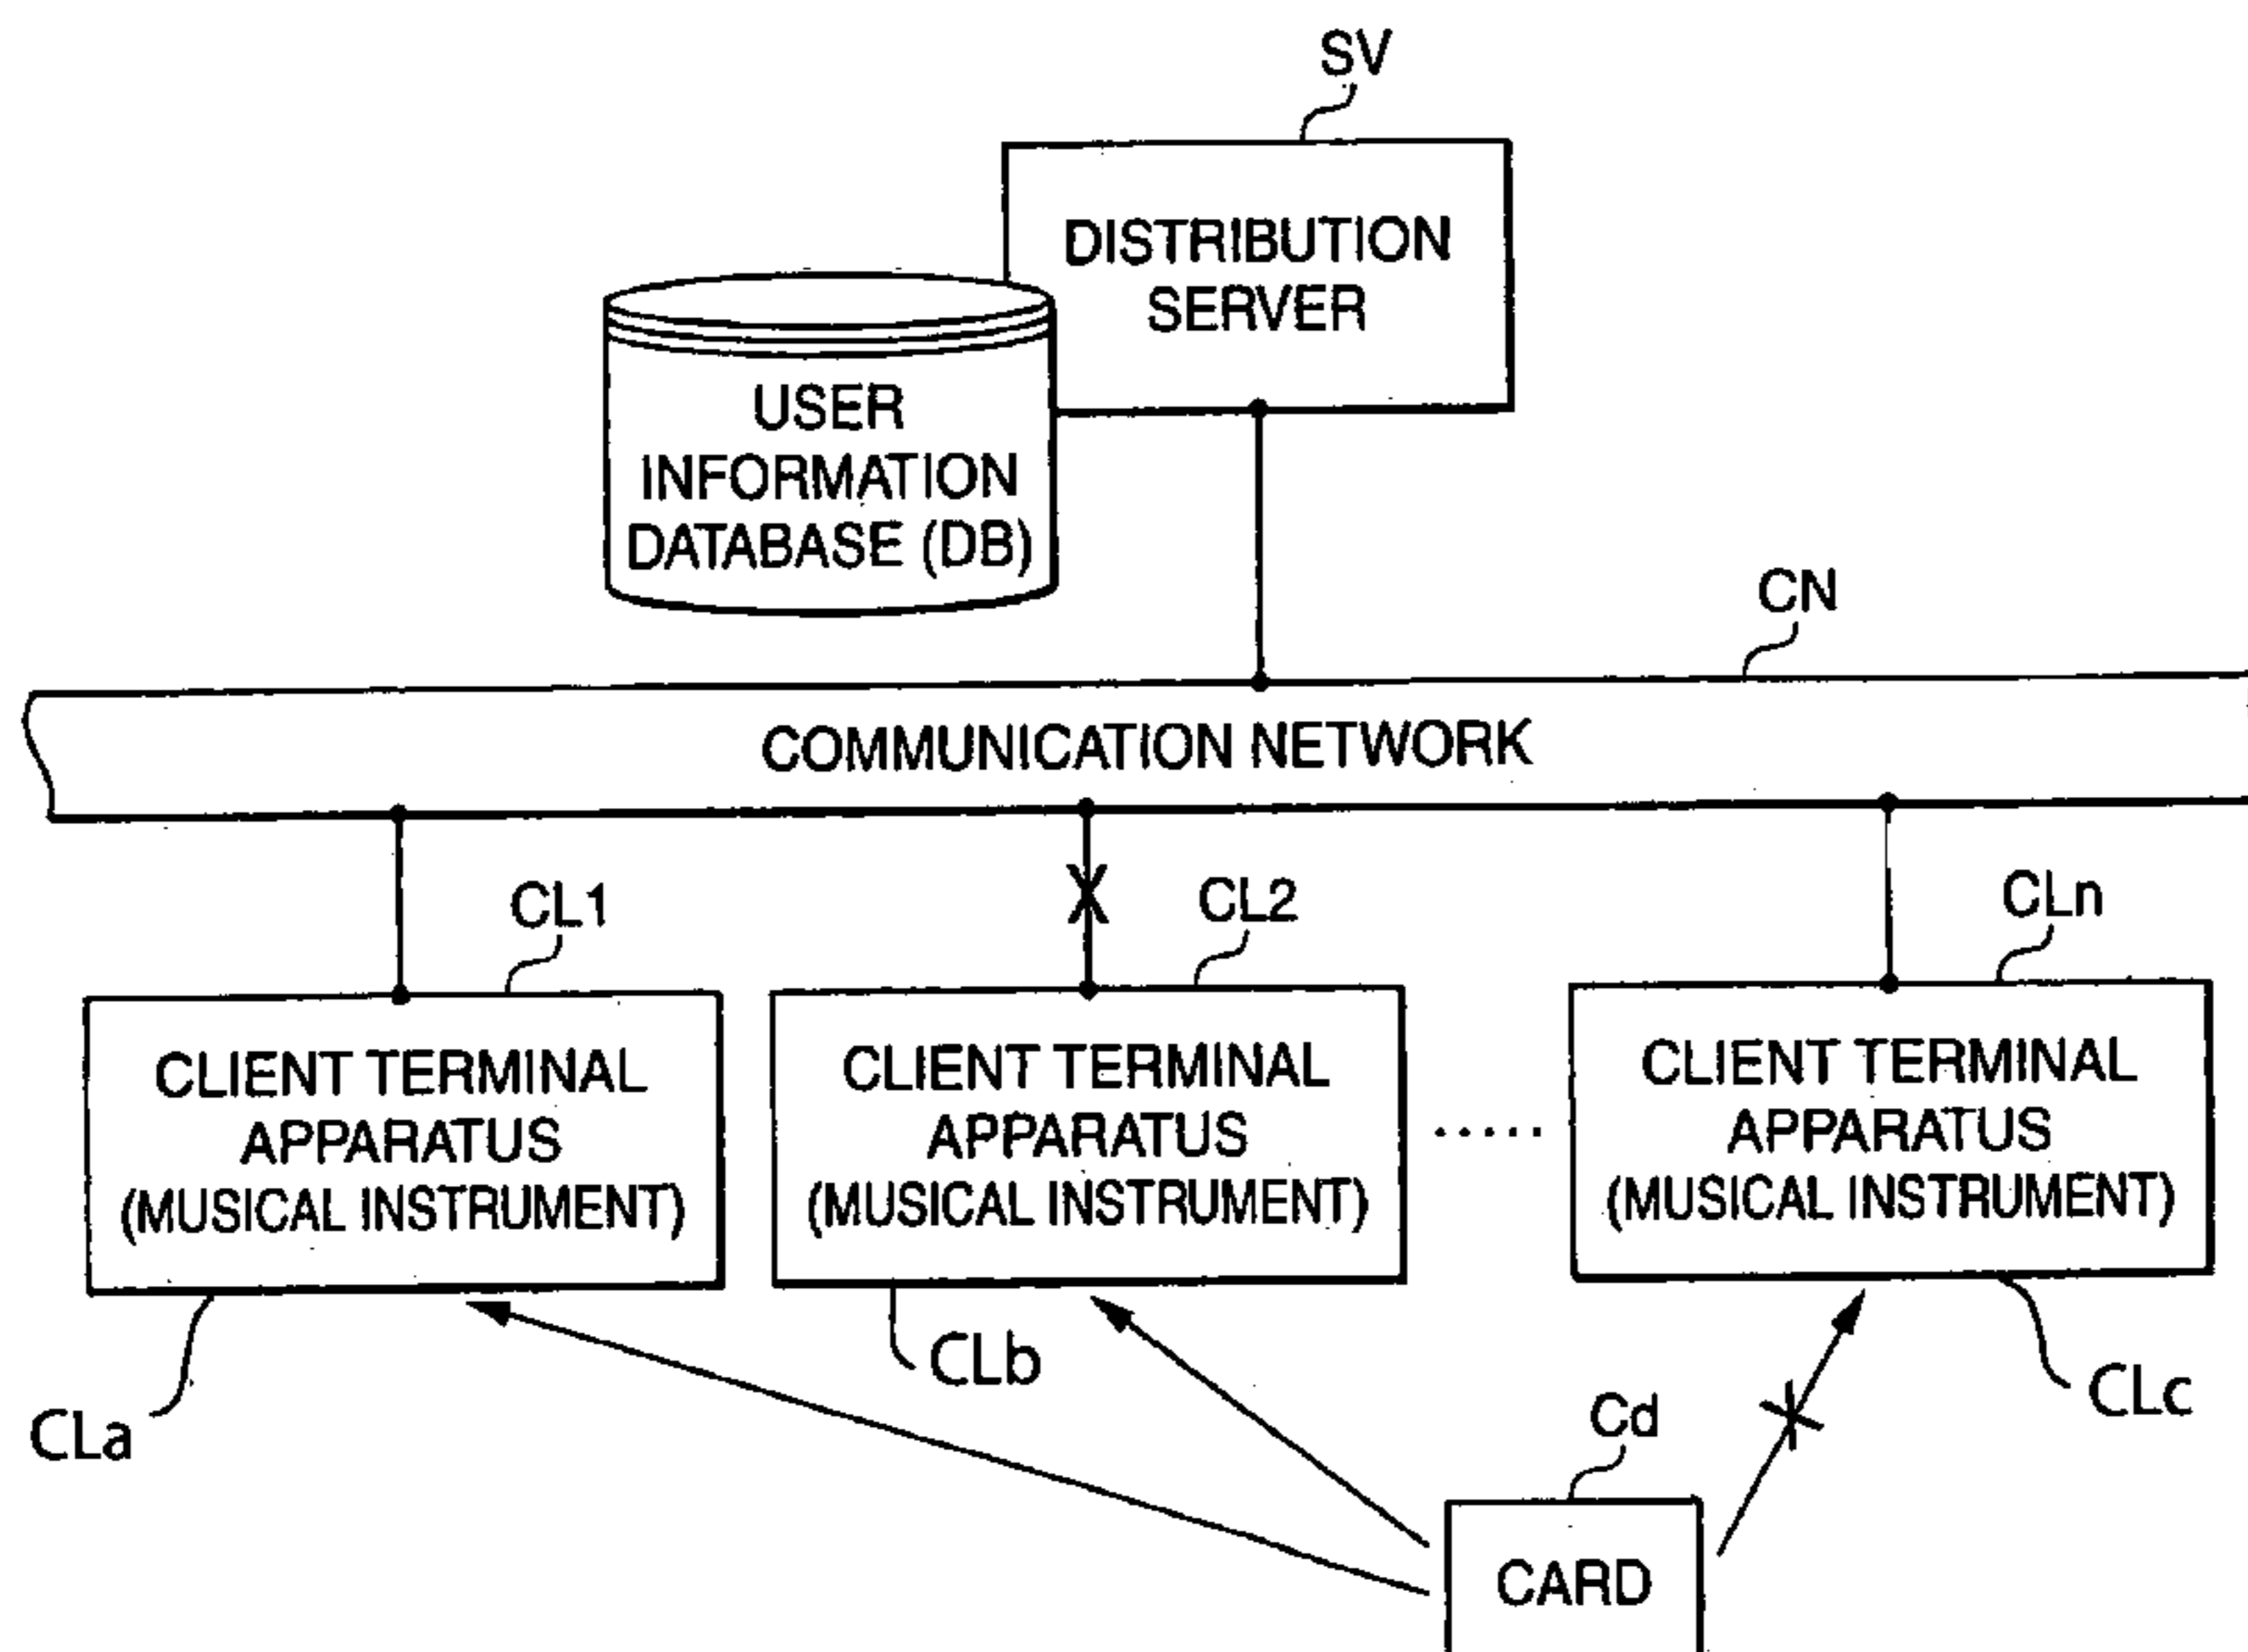 SV
DISTRIBUTION
SERVER
USER
INFORMATION
DATABASE (DB)
CN
COMMUNICATION NETWORK
X
CL1
CL2
CLn
CLIENT TERMINAL
APPARATUS
(MUSICAL INSTRUMENT)
CLIENT TERMINAL
APPARATUS
(MUSICAL INSTRUMENT)
.....
CLIENT TERMINAL
APPARATUS
(MUSICAL INSTRUMENT)
CLa
CLb
CLc
Cd
X
CARD